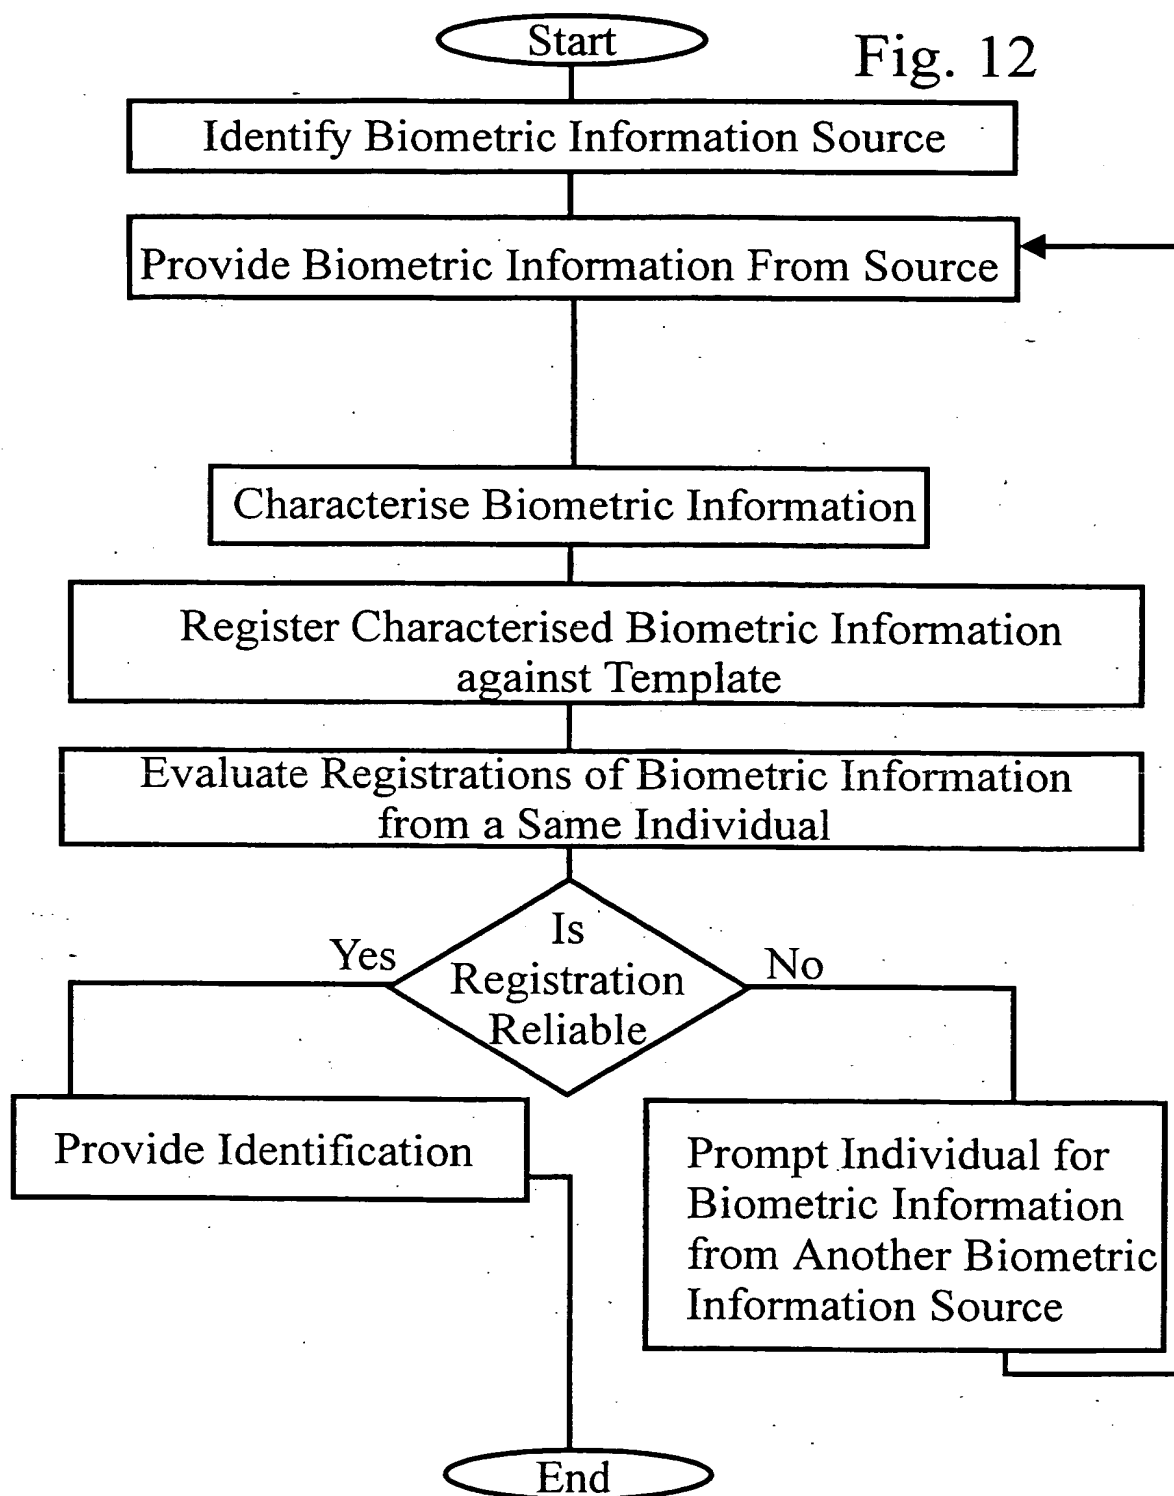 Start
Fig. 12
Identify Biometric Information Source
Provide Biometric Information From Source
Characterise Biometric Information
Register Characterised Biometric Information
against Template
Evaluate Registrations of Biometric Information
from a Same Individual
Is
Registration
Reliable
Yes
No
Provide Identification
Prompt Individual for
Biometric Information
from Another Biometric
Information Source
End